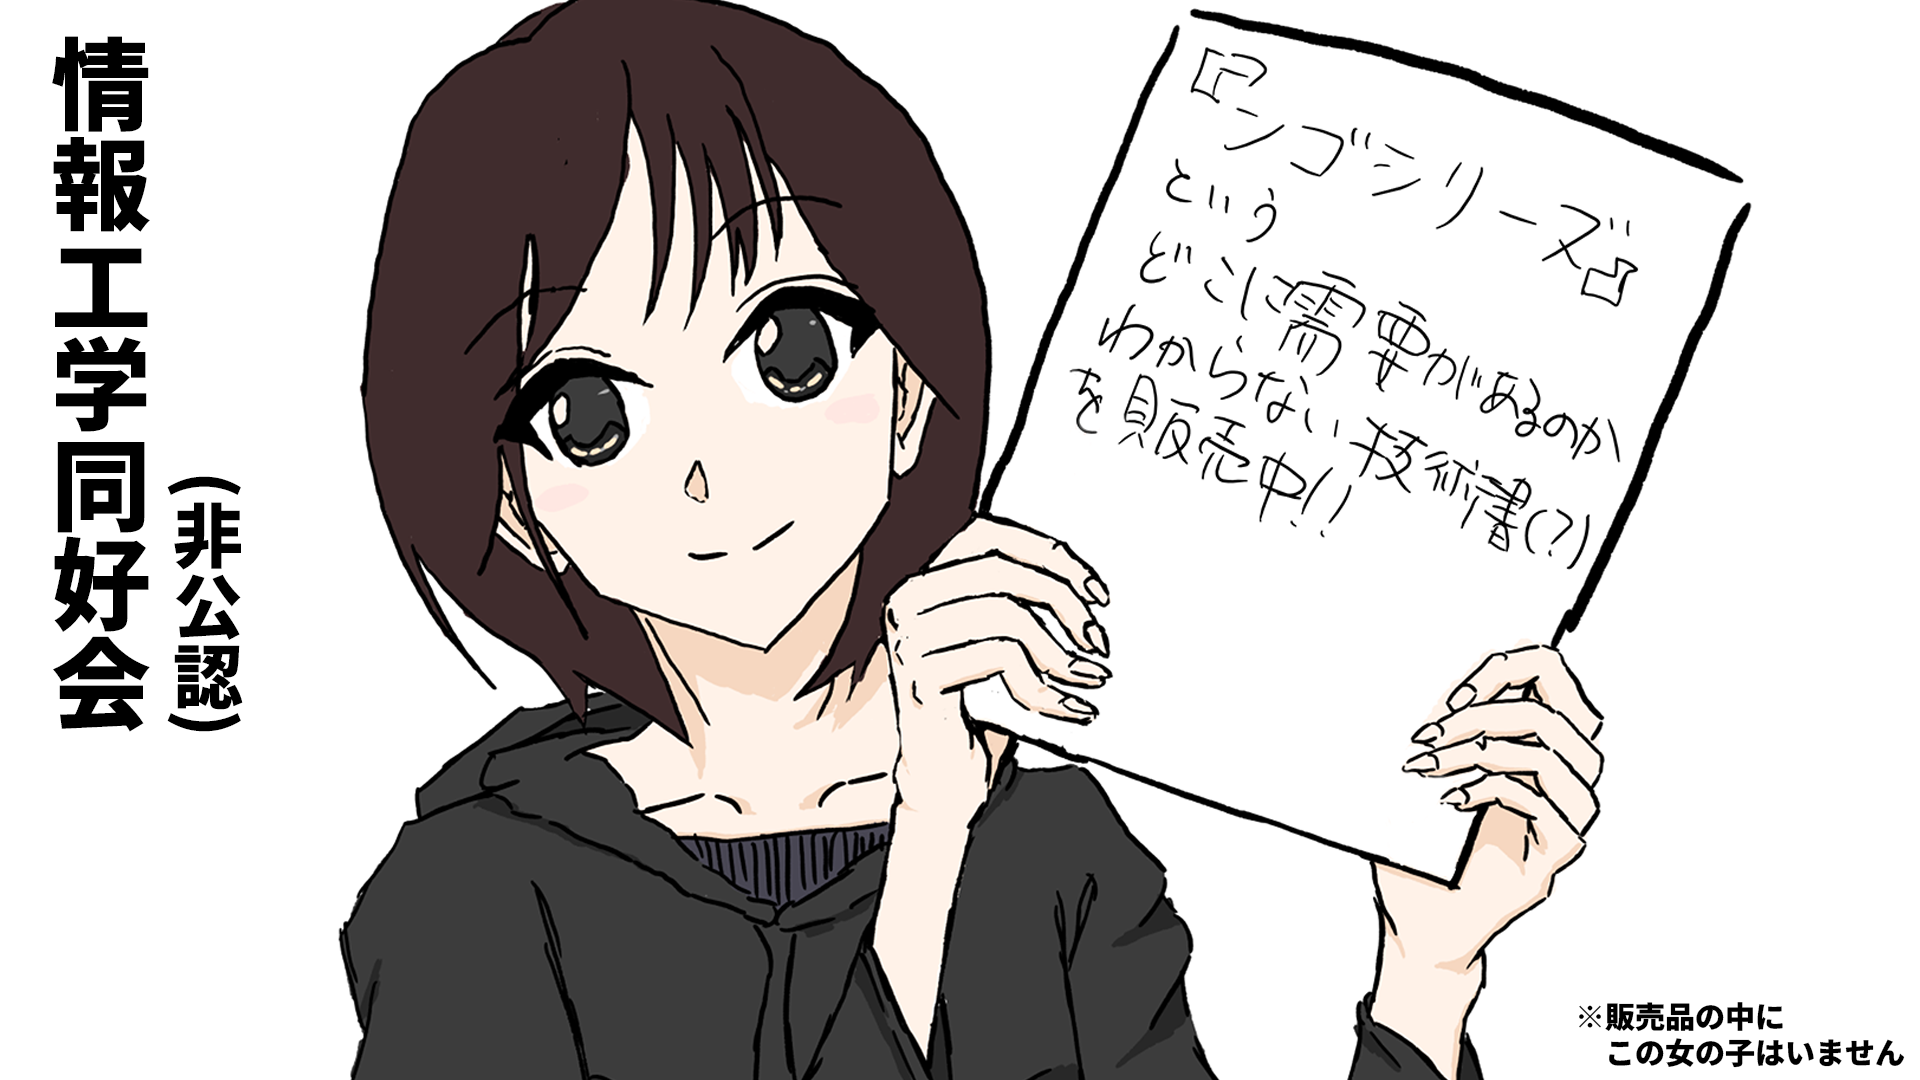 情報工学同好会
(非公認)
『ンゴシリーズ』
という
どこに需要があるのか
わからない技術書(?)
を販売中!!
※販売品の中に
この女の子はいません